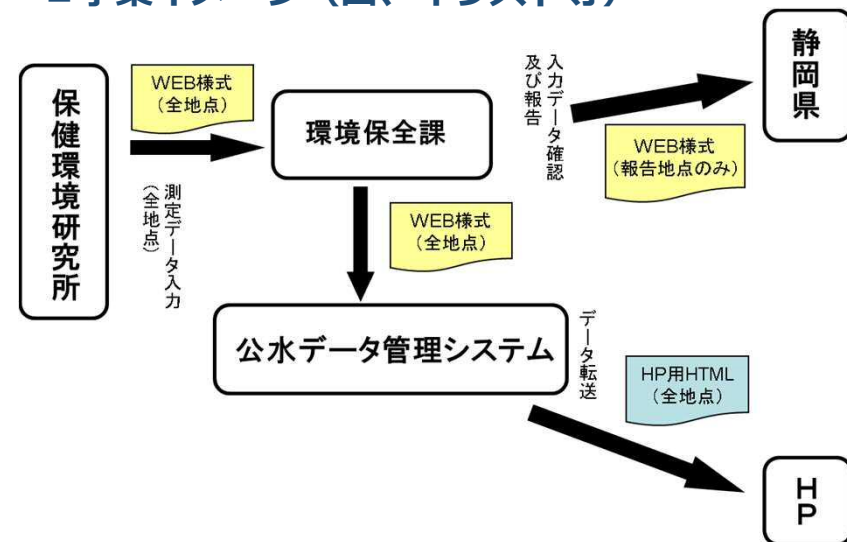 保健環境研究所
WEB様式
(全地点)
測定データ入力
(全地点)
環境保全課
入力データ確認
及び報告
静岡県
WEB様式
(報告地点のみ)
WEB様式
(全地点)
公水データ管理システム
データ転送
HP用HTML
(全地点)
HP